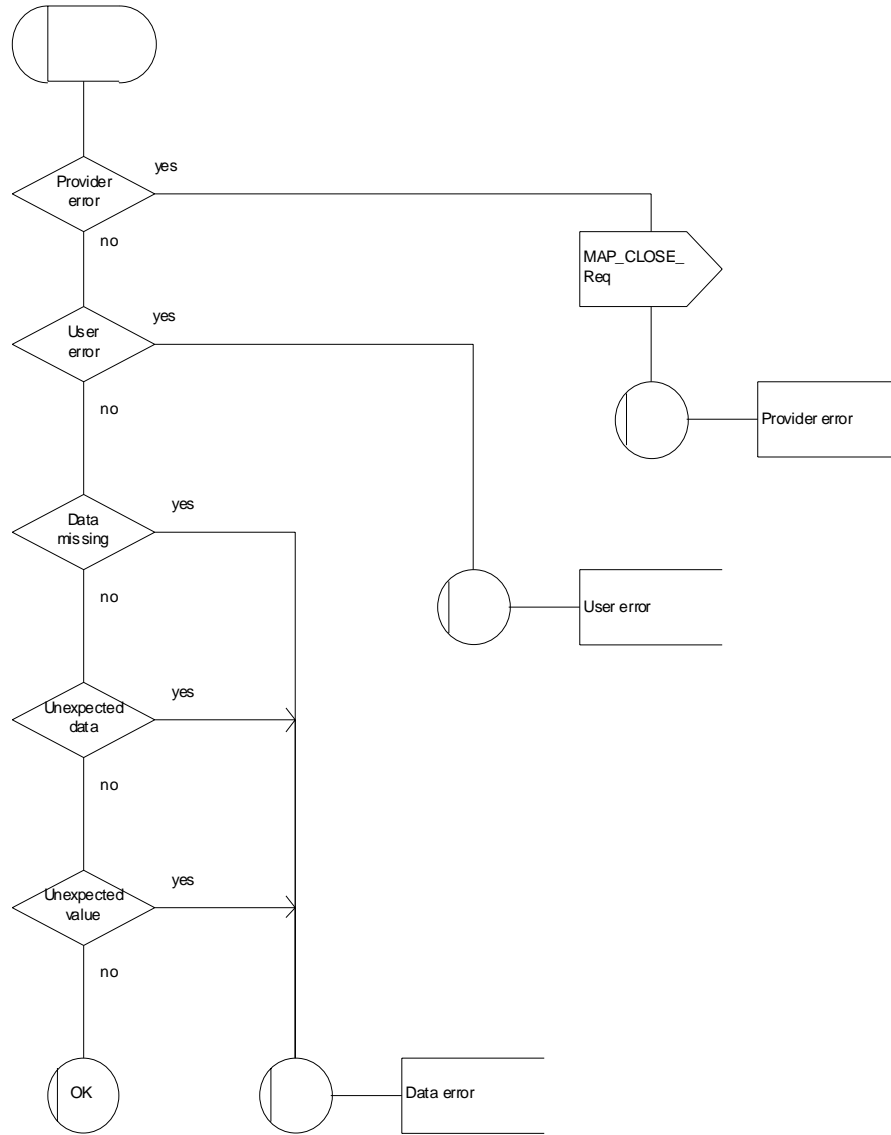 yes
Provider
error
no
MAP_CLOSE_
Req
yes
User
error
no
Provider error
yes
Data
missing
no
User error
yes
Unexpected
data
no
yes
Unexpected
value
no
OK
Data error